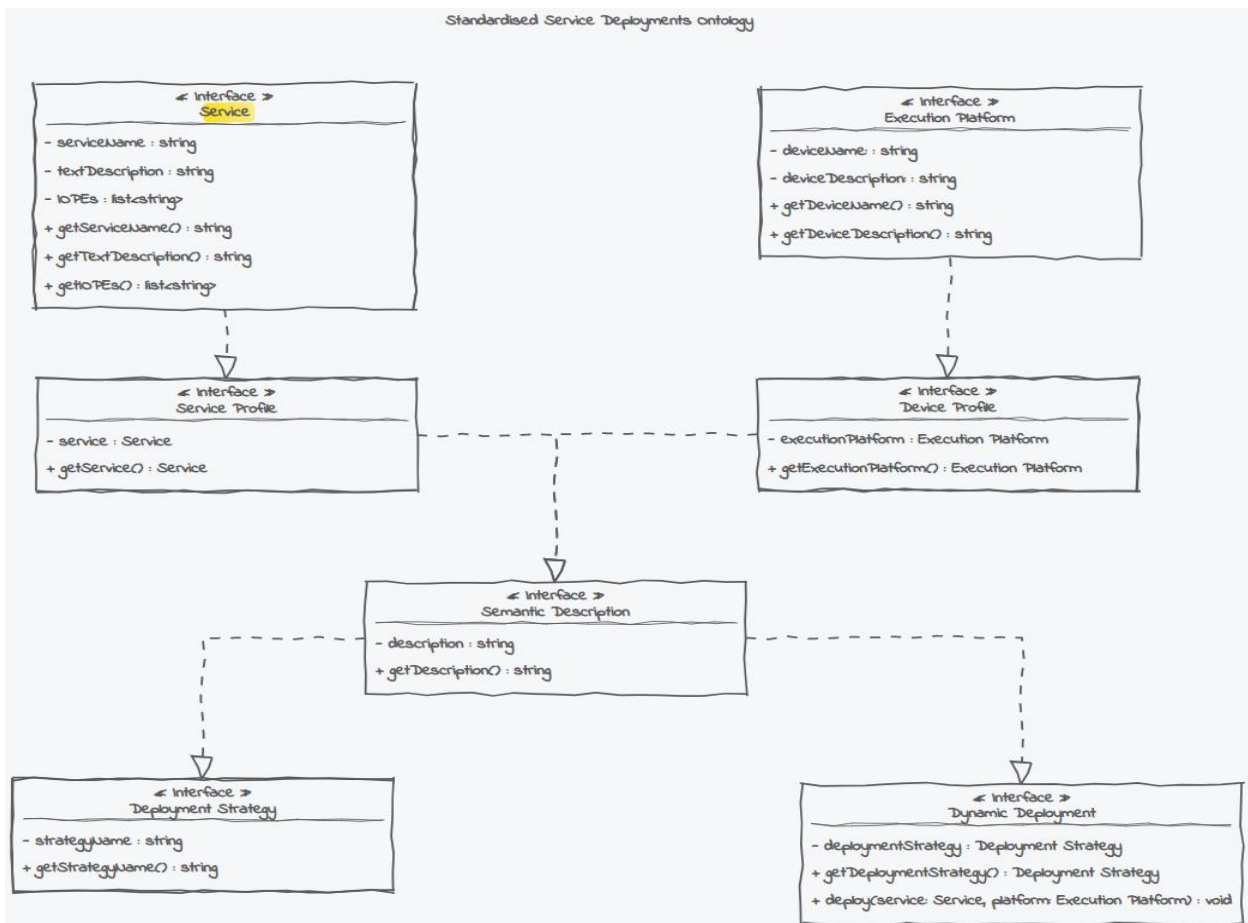 Standardised Service Deployments Ontology
≪ Interface ≫
Service
- serviceName : string
- textDescription : string
- IOPEs : list<string>
+ getServiceName() : string
+ getTextDescription() : string
+ getIOPEs() : list<string>
≪ Interface ≫
Execution Platform
- deviceName: : string
- deviceDescription: : string
+ getDeviceName() : string
+ getDeviceDescription() : string
≪ Interface ≫
Service Profile
- service : Service
+ getService() : Service
≪ Interface ≫
Device Profile
- executionPlatform : Execution Platform
+ getExecutionPlatform() : Execution Platform
≪ Interface ≫
Semantic Description
- description : string
+ getDescription() : string
≪ Interface ≫
Deployment Strategy
- strategyName : string
+ getStrategyName() : string
≪ Interface ≫
Dynamic Deployment
- deploymentStrategy : Deployment Strategy
+ getDeploymentStrategy() : Deployment Strategy
+ deploy(service: Service, platform: Execution Platform) : void